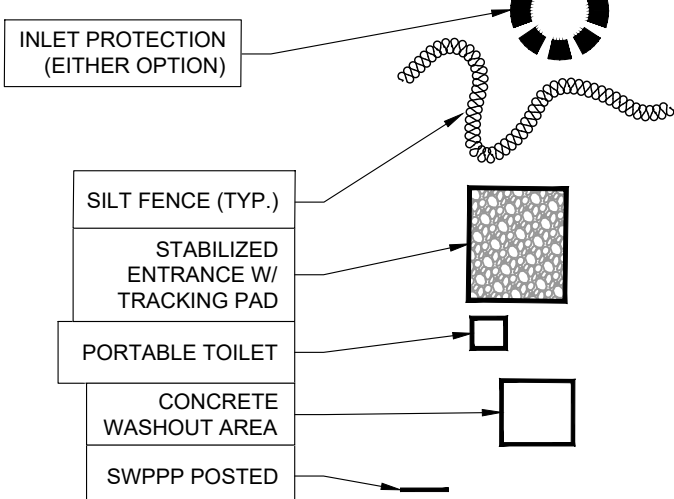 INLET PROTECTION
(EITHER OPTION)
SILT FENCE (TYP.)
STABILIZED
ENTRANCE W/
TRACKING PAD
PORTABLE TOILET
CONCRETE
WASHOUT AREA
SWPPP POSTED